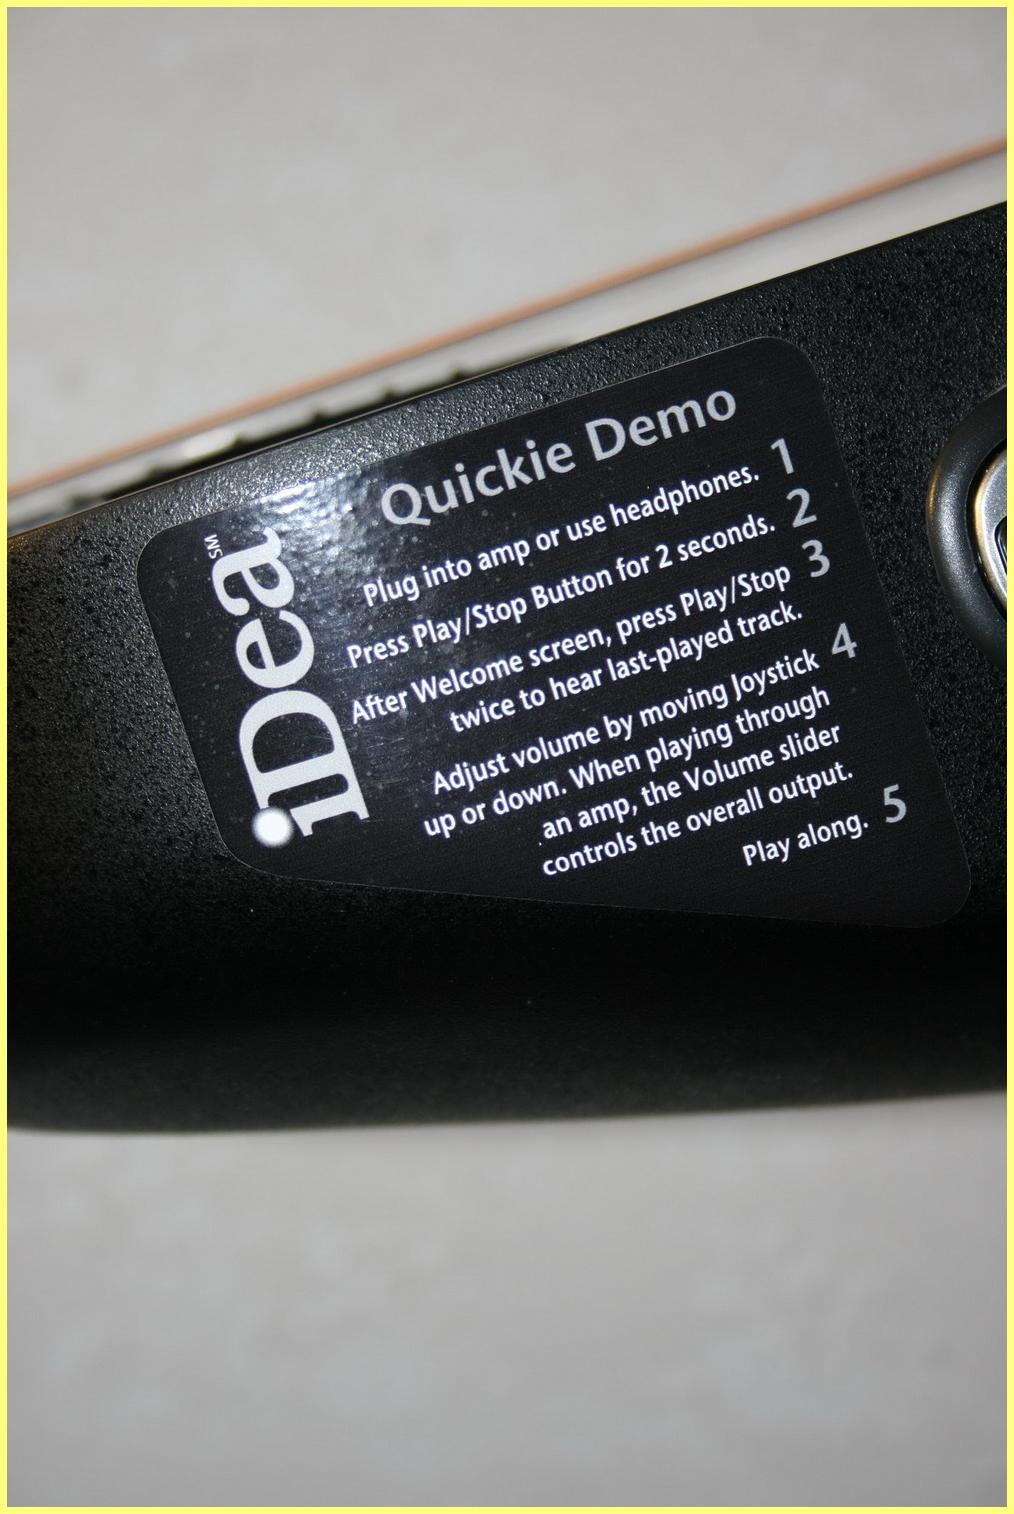 iDea SM
Quickie Demo
Plug into amp or use headphones. 1
Press Play/Stop Button for 2 seconds. 2
After Welcome screen, press Play/Stop 3
twice to hear last-played track.
Adjust volume by moving Joystick 4
up or down. When playing through
an amp, the Volume slider
controls the overall output.
Play along. 5